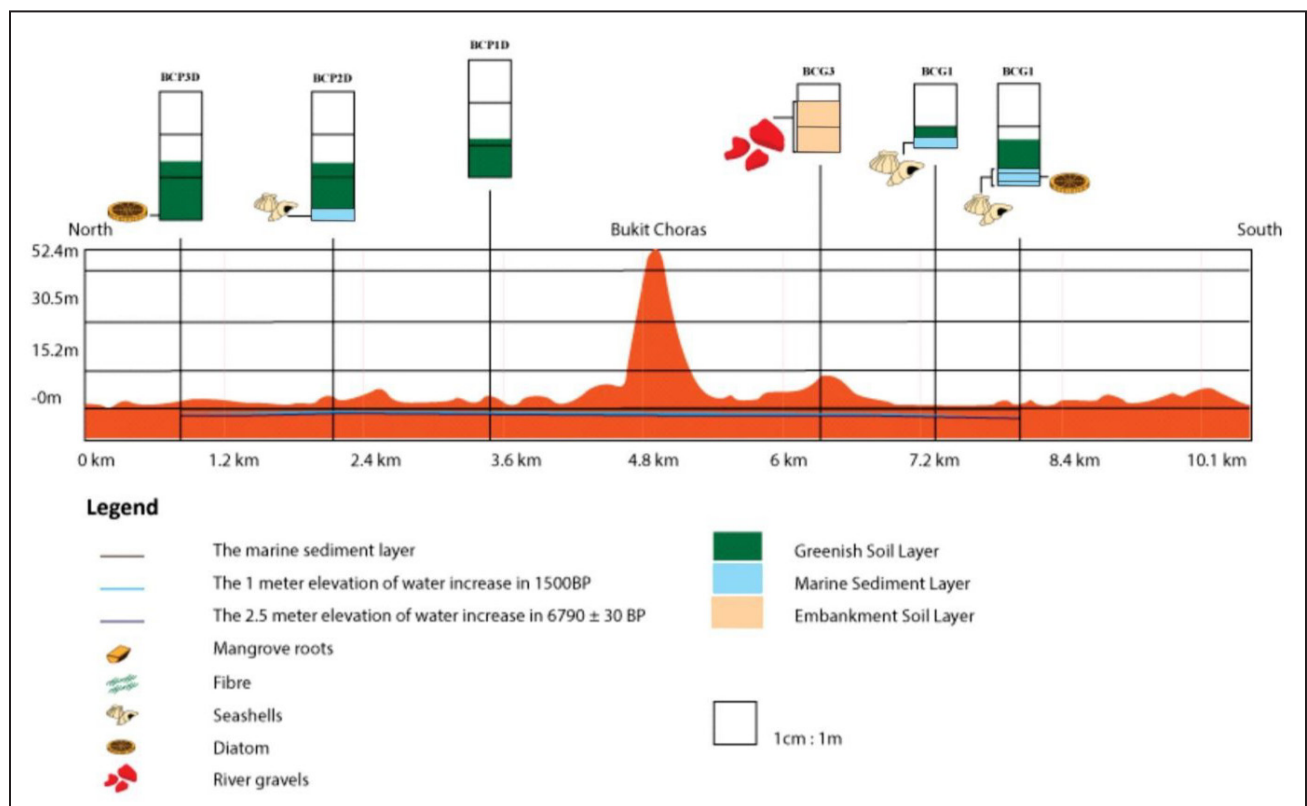 BCP3D
BCP2D
BCP1D
BCG3
BCG1
BCG1
North
Bukit Choras
South
52.4m
30.5m
15.2m
-0m
0 km
1.2 km
2.4 km
3.6 km
4.8 km
6 km
7.2 km
8.4 km
10.1 km
Legend
The marine sediment layer
The 1 meter elevation of water increase in 1500BP
The 2.5 meter elevation of water increase in 6790 ± 30 BP
Mangrove roots
Fibre
Seashells
Diatom
River gravels
Greenish Soil Layer
Marine Sediment Layer
Embankment Soil Layer
1cm : 1m